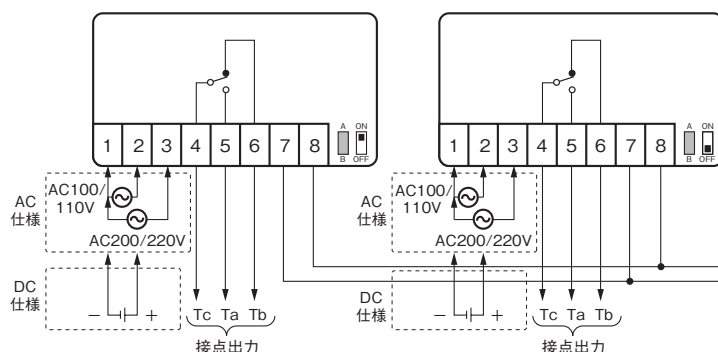 1 2 3 4 5 6 7 8
A
B
ON
OFF
AC
仕様
AC100/
110V
AC200/220V
DC
仕様
− +
Tc Ta Tb
接点出力
1 2 3 4 5 6 7 8
A
B
ON
OFF
AC
仕様
AC100/
110V
AC200/220V
DC
仕様
− +
Tc Ta Tb
接点出力